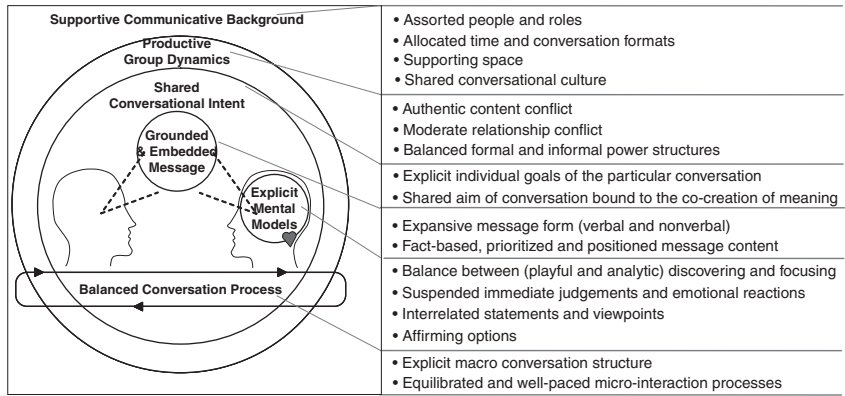 Supportive Communicative Background
Productive
Group Dynamics
Shared
Conversational Intent
Grounded
& Embedded
Message
Explicit
Mental
Models
Balanced Conversation Process
• Assorted people and roles
• Allocated time and conversation formats
• Supporting space
• Shared conversational culture
• Authentic content conflict
• Moderate relationship conflict
• Balanced formal and informal power structures
• Explicit individual goals of the particular conversation
• Shared aim of conversation bound to the co-creation of meaning
• Expansive message form (verbal and nonverbal)
• Fact-based, prioritized and positioned message content
• Balance between (playful and analytic) discovering and focusing
• Suspended immediate judgements and emotional reactions
• Interrelated statements and viewpoints
• Affirming options
• Explicit macro conversation structure
• Equilibrated and well-paced micro-interaction processes